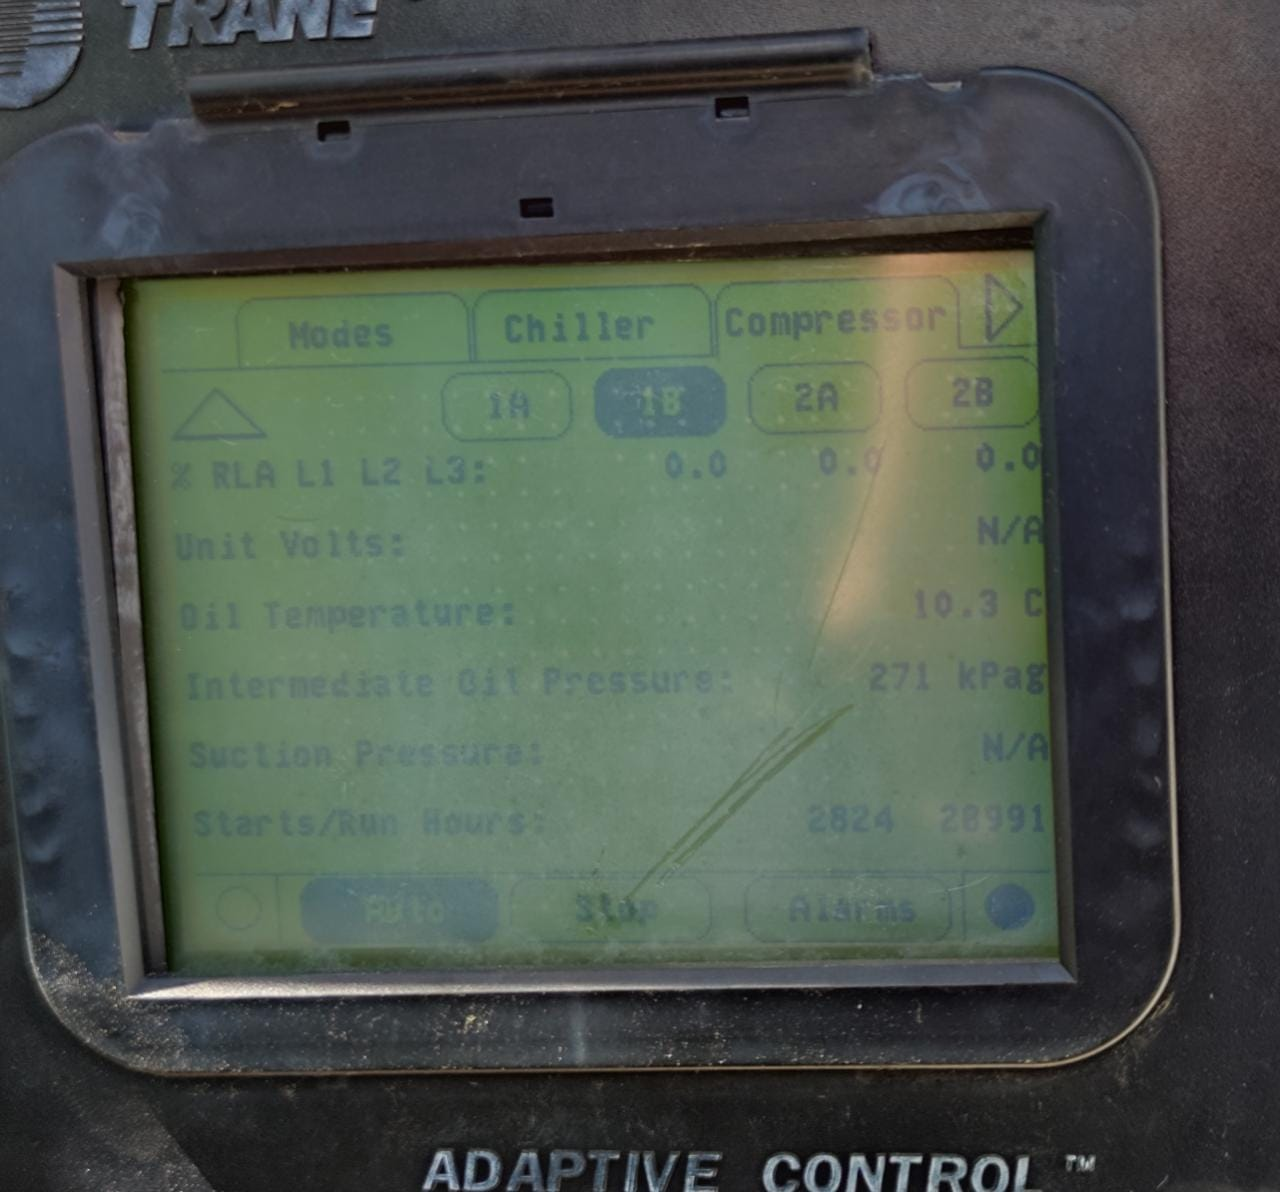 TRANE
Modes Chiller Compressor
1A 1B 2A 2B
% RLA L1 L2 L3: 0.0 0.0 0.0
Unit Volts: N/A
Oil Temperature: 10.3 C
Intermediate Oil Pressure: 271 kPag
Suction Pressure: N/A
Starts/Run Hours: 2824 28991
Auto Stop Alarms
ADAPTIVE CONTROL™